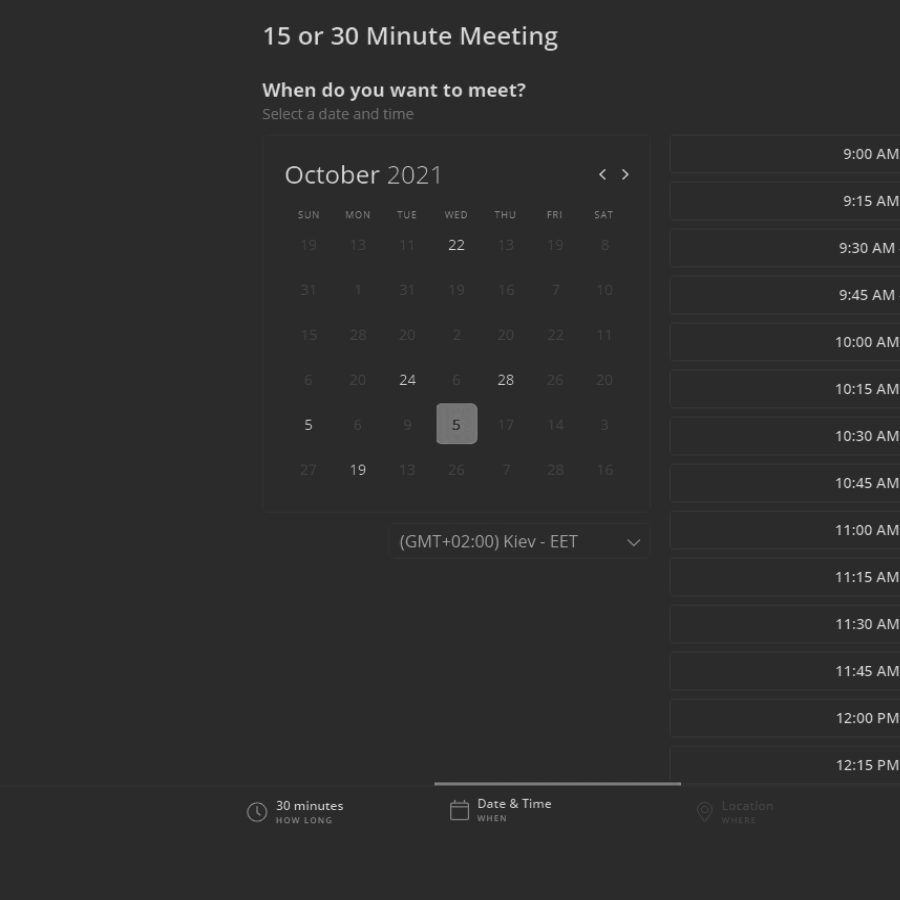 15 or 30 Minute Meeting
When do you want to meet?
Select a date and time
October 2021
SUN MON TUE WED THU FRI SAT
19 13 11 22 13 19 8
31 1 31 19 16 7 10
15 28 20 2 20 22 11
6 20 24 6 28 26 20
5 6 9 5 17 14 3
27 19 13 26 7 28 16
(GMT+02:00) Kiev - EET
9:00 AM
9:15 AM
9:30 AM
9:45 AM
10:00 AM
10:15 AM
10:30 AM
10:45 AM
11:00 AM
11:15 AM
11:30 AM
11:45 AM
12:00 PM
12:15 PM
30 minutes
HOW LONG
Date & Time
WHEN
Location
WHERE